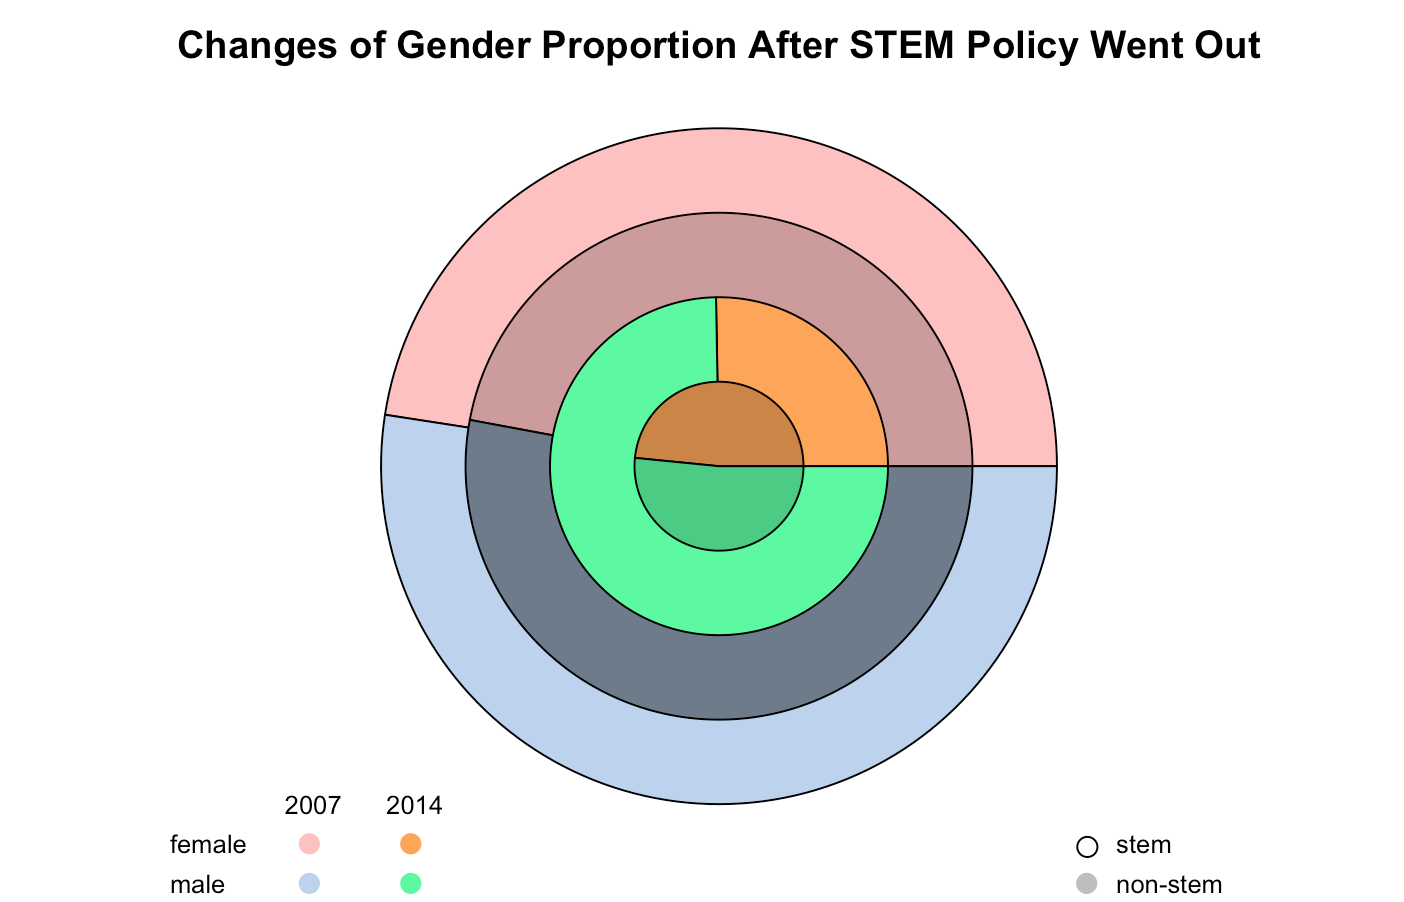 Changes of Gender Proportion After STEM Policy Went Out
2007 2014
female
male
stem
non-stem